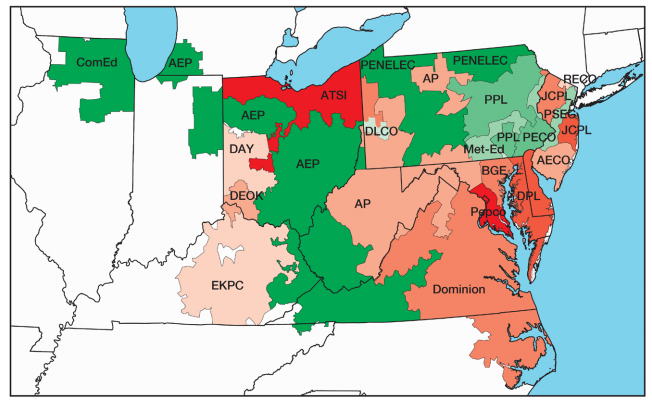 ComEd
AEP
PENELEC
PENELEC
AP
RECO
ATSI
PPL
JCPL
PSEG
AEP
DLCO
PPL
PECO
JCPL
DAY
Met-Ed
AEP
AECO
BGE
DEOK
DPL
AP
Pepco
EKPC
Dominion